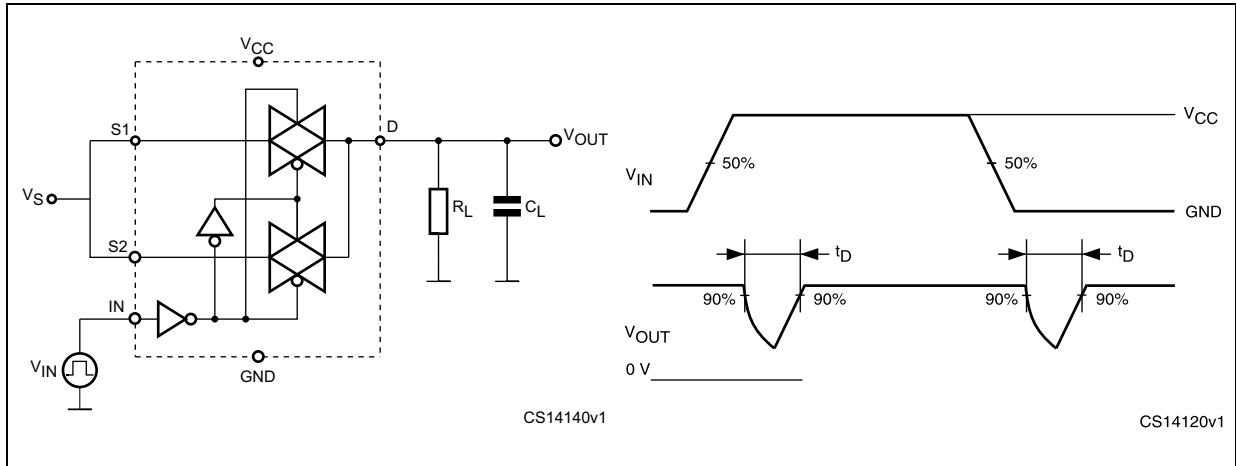 VCC
S1
D
VOUT
VS
RL
CL
S2
IN
VIN
GND
CS14140v1
VCC
50%
50%
VIN
GND
tD
tD
90%
90%
90%
90%
VOUT
0 V
CS14120v1